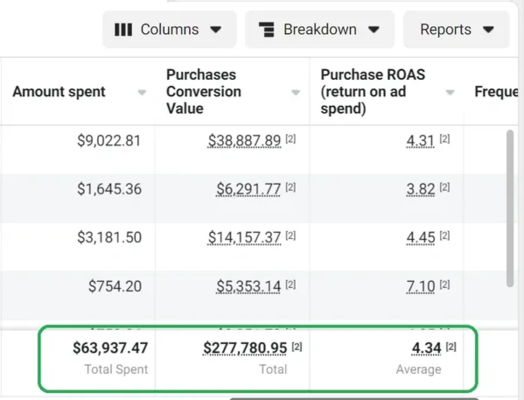 Columns Breakdown Reports
Amount spent
Purchases
Conversion
Value
Purchase ROAS
(return on ad
spend)
Freque
$9,022.81 $38,887.89 [2] 4.31 [2]
$1,645.36 $6,291.77 [2] 3.82 [2]
$3,181.50 $14,157.37 [2] 4.45 [2]
$754.20 $5,353.14 [2] 7.10 [2]
$63,937.47 $277,780.95 [2] 4.34 [2]
Total Spent Total Average